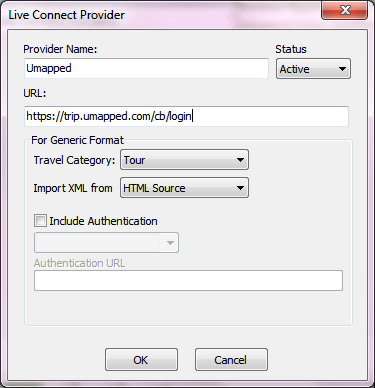 Live Connect Provider
Provider Name:
Status
Umapped
Active
URL:
https://trip.umapped.com/cb/login
For Generic Format
Travel Category:
Tour
Import XML from
HTML Source
Include Authentication
Authentication URL
OK
Cancel